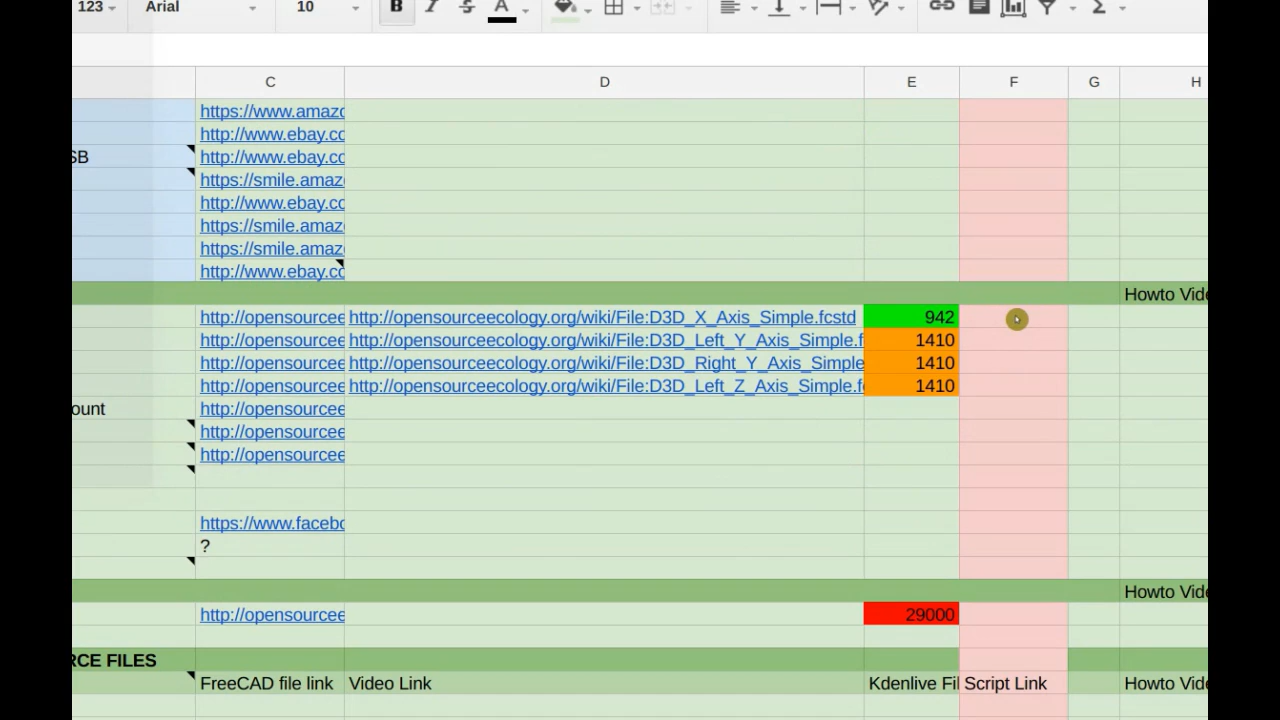 123 Arial 10 B I S A Σ
C D E F G H
https://www.amazo
http://www.ebay.co
SB http://www.ebay.co
https://smile.amaz
http://www.ebay.co
https://smile.amaz
https://smile.amaz
http://www.ebay.co
Howto Vide
http://opensourcee http://opensourceecology.org/wiki/File:D3D_X_Axis_Simple.fcstd 942
http://opensourcee http://opensourceecology.org/wiki/File:D3D_Left_Y_Axis_Simple.f 1410
http://opensourcee http://opensourceecology.org/wiki/File:D3D_Right_Y_Axis_Simple 1410
http://opensourcee http://opensourceecology.org/wiki/File:D3D_Left_Z_Axis_Simple.f 1410
ount http://opensourcee
http://opensourcee
http://opensourcee
https://www.facebo
?
Howto Vide
http://opensourcee 29000
RCE FILES
FreeCAD file link Video Link Kdenlive Fil Script Link Howto Vide